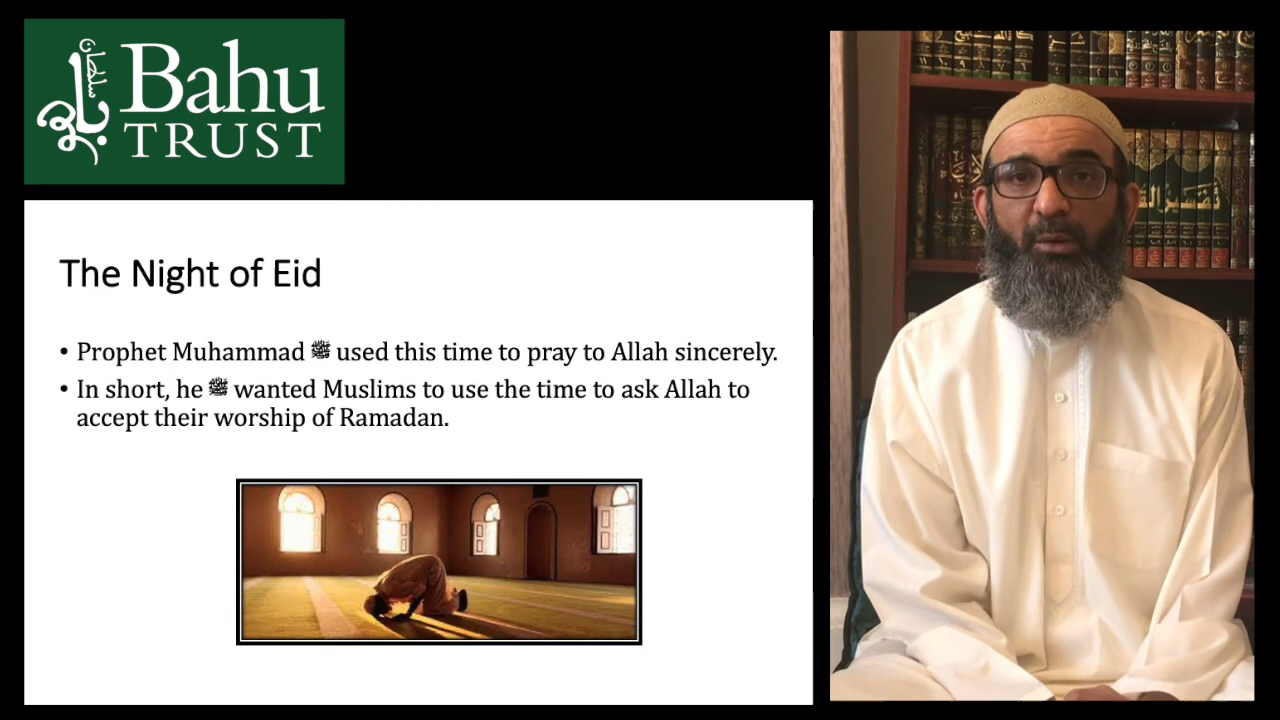 سلطان
باہو
Bahu
TRUST
The Night of Eid
• Prophet Muhammad ﷺ used this time to pray to Allah sincerely.
• In short, he ﷺ wanted Muslims to use the time to ask Allah to
accept their worship of Ramadan.